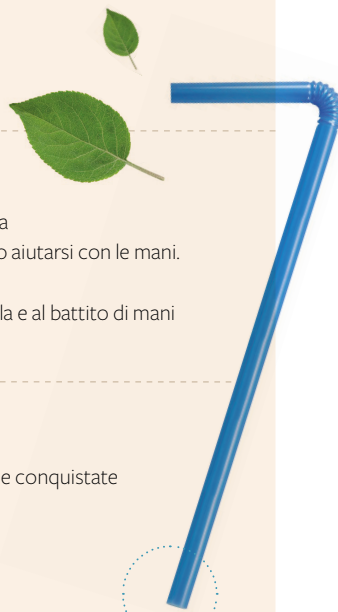 a
o aiutarsi con le mani.
la e al battito di mani
e conquistate